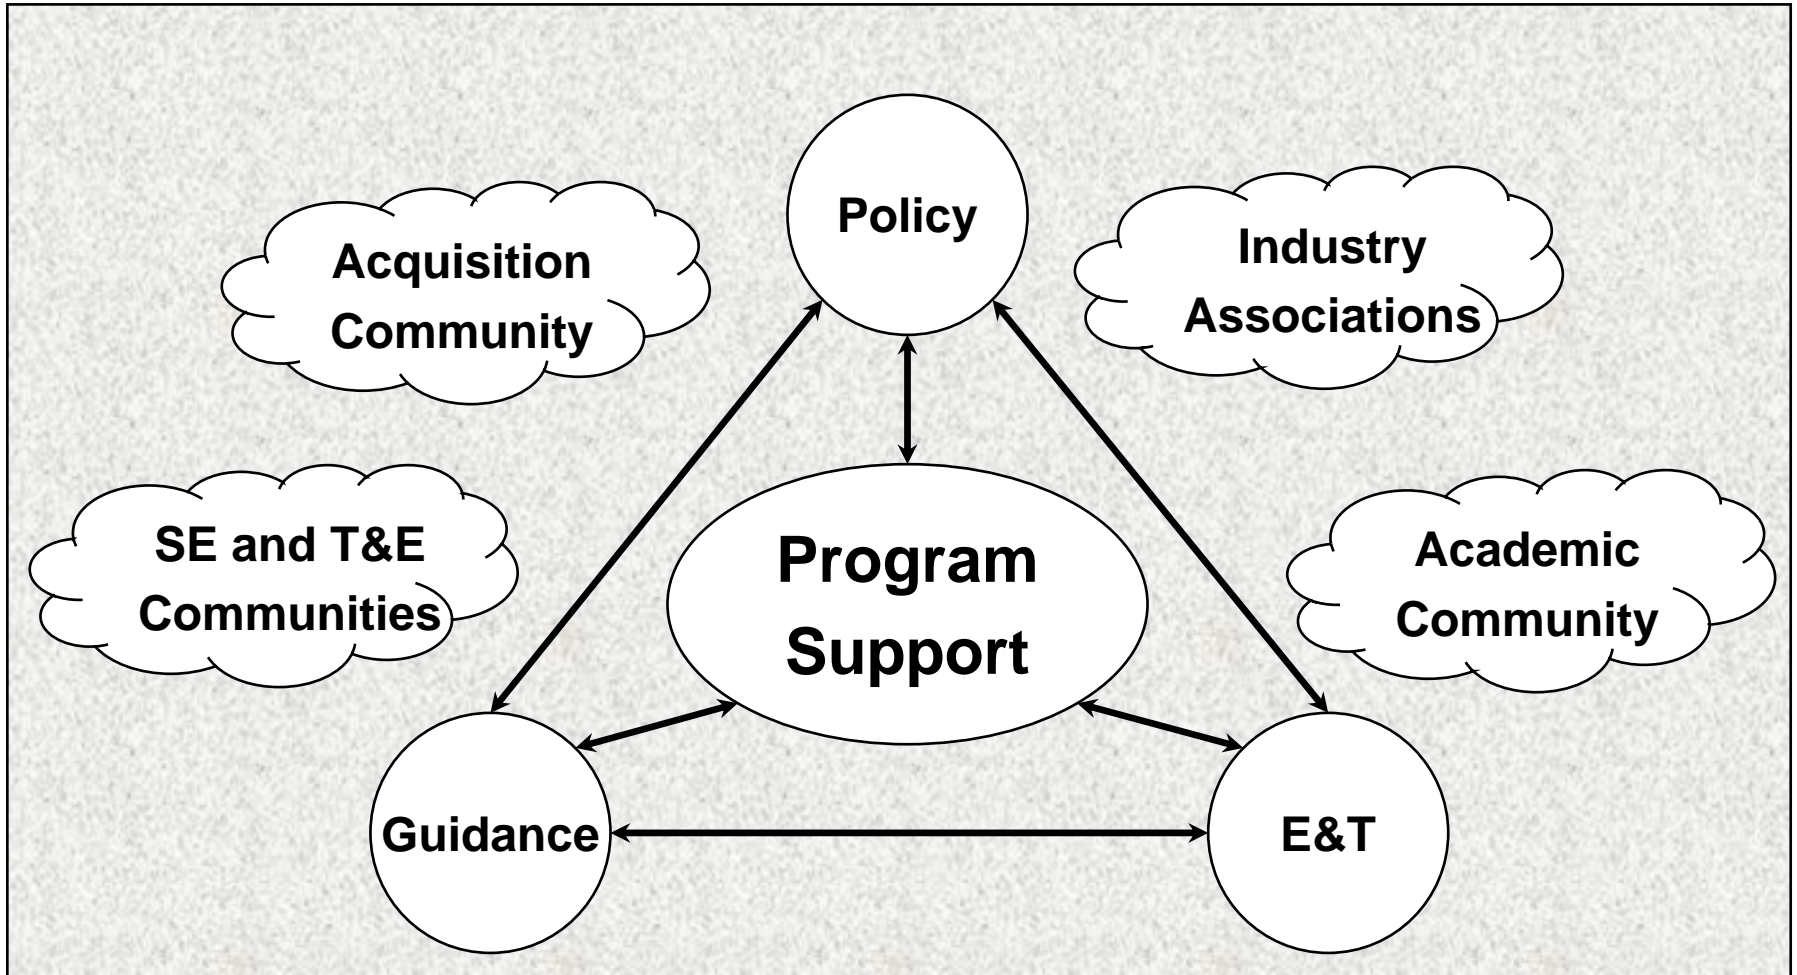 Policy
Acquisition
Community
Industry
Associations
SE and T&E
Communities
Program
Support
Academic
Community
Guidance
E&T